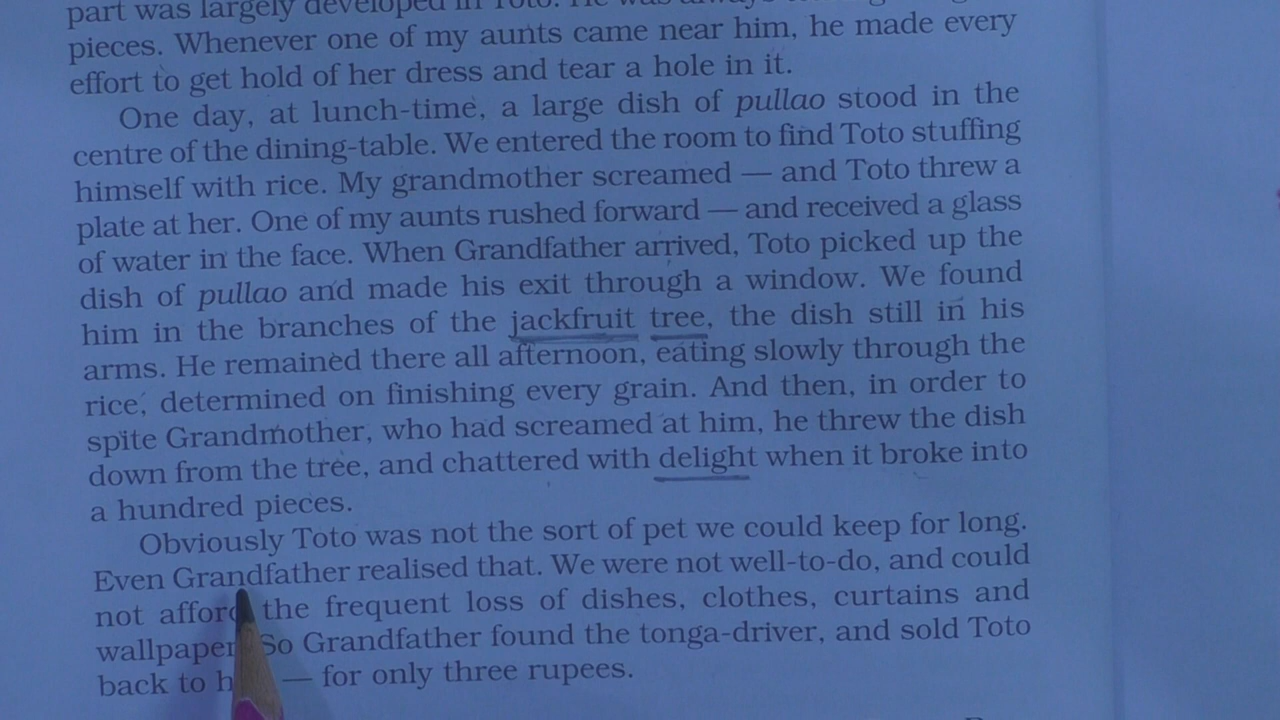 part was largely developed in Toto. He was always
pieces. Whenever one of my aunts came near him, he made every
effort to get hold of her dress and tear a hole in it.
One day, at lunch-time, a large dish of pullao stood in the
centre of the dining-table. We entered the room to find Toto stuffing
himself with rice. My grandmother screamed — and Toto threw a
plate at her. One of my aunts rushed forward — and received a glass
of water in the face. When Grandfather arrived, Toto picked up the
dish of pullao and made his exit through a window. We found
him in the branches of the jackfruit tree, the dish still in his
arms. He remained there all afternoon, eating slowly through the
rice, determined on finishing every grain. And then, in order to
spite Grandmother, who had screamed at him, he threw the dish
down from the tree, and chattered with delight when it broke into
a hundred pieces.
Obviously Toto was not the sort of pet we could keep for long.
Even Grandfather realised that. We were not well-to-do, and could
not afford the frequent loss of dishes, clothes, curtains and
wallpaper. So Grandfather found the tonga-driver, and sold Toto
back to — for only three rupees.